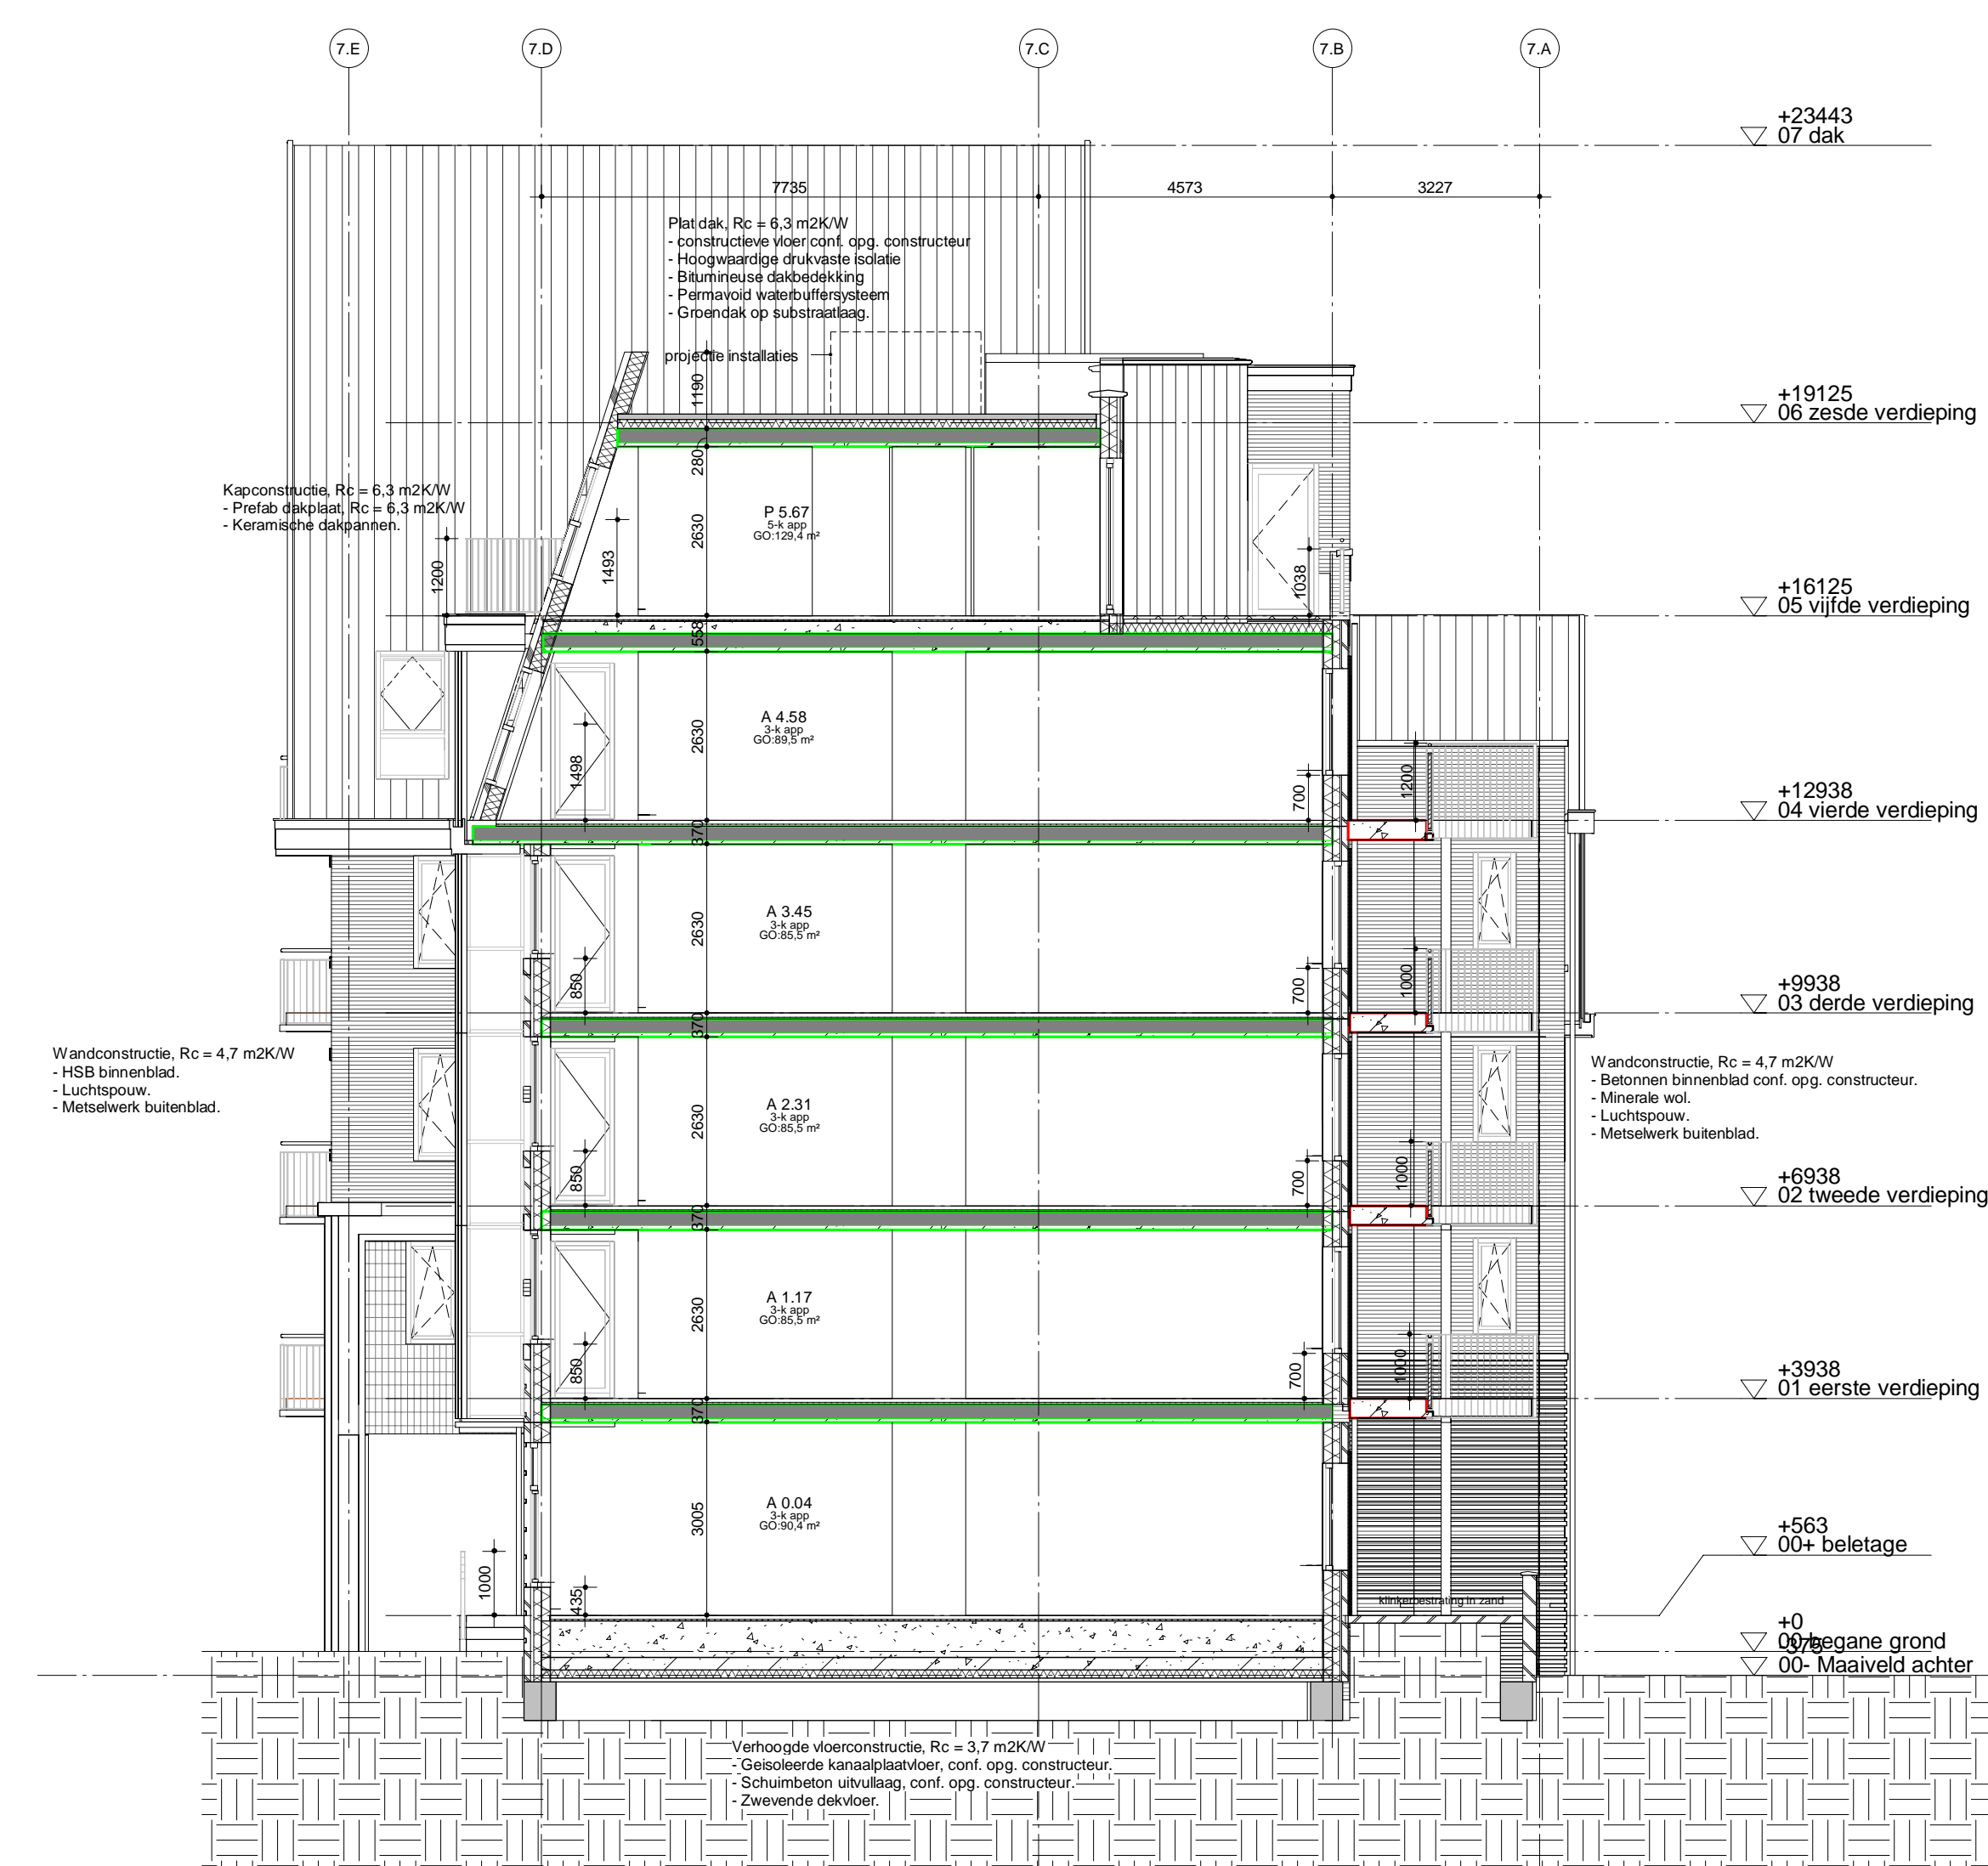 7.E
7.D
7.C
7.B
7.A
+23443
07 dak
7735
4573
3227
Plat dak, Rc = 6,3 m2K/W
- constructieve vloer conf. opg. constructeur
- Hoogwaardige drukvaste isolatie
- Bitumineuse dakbedekking
- Permavoid waterbuffersysteem
- Groendak op substraatlaag.
projectie installaties
1190
+19125
06 zesde verdieping
280
Kapconstructie, Rc = 6,3 m2K/W
- Prefab dakplaat, Rc = 6,3 m2K/W
- Keramische dakpannen.
P 5.67
5-k app
GO:129,4 m²
2630
1493
1200
1038
+16125
05 vijfde verdieping
558
A 4.58
3-k app
GO:89,5 m²
2630
1498
700
1200
+12938
04 vierde verdieping
370
A 3.45
3-k app
GO:85,5 m²
2630
850
700
1000
+9938
03 derde verdieping
370
Wandconstructie, Rc = 4,7 m2K/W
- HSB binnenblad.
- Luchtspouw.
- Metselwerk buitenblad.
Wandconstructie, Rc = 4,7 m2K/W
- Betonnen binnenblad conf. opg. constructeur.
- Minerale wol.
- Luchtspouw.
- Metselwerk buitenblad.
A 2.31
3-k app
GO:85,5 m²
2630
850
700
1000
+6938
02 tweede verdieping
370
A 1.17
3-k app
GO:85,5 m²
2630
850
700
1000
+3938
01 eerste verdieping
370
A 0.04
3-k app
GO:90,4 m²
3005
1000
435
+563
00+ beletage
klinkerbestrating in zand
+0
00 begane grond
-375
00- Maaiveld achter
Verhoogde vloerconstructie, Rc = 3,7 m2K/W
- Geisoleerde kanaalplaatvloer, conf. opg. constructeur.
- Schuimbeton uitvullaag, conf. opg. constructeur.
- Zwevende dekvloer.